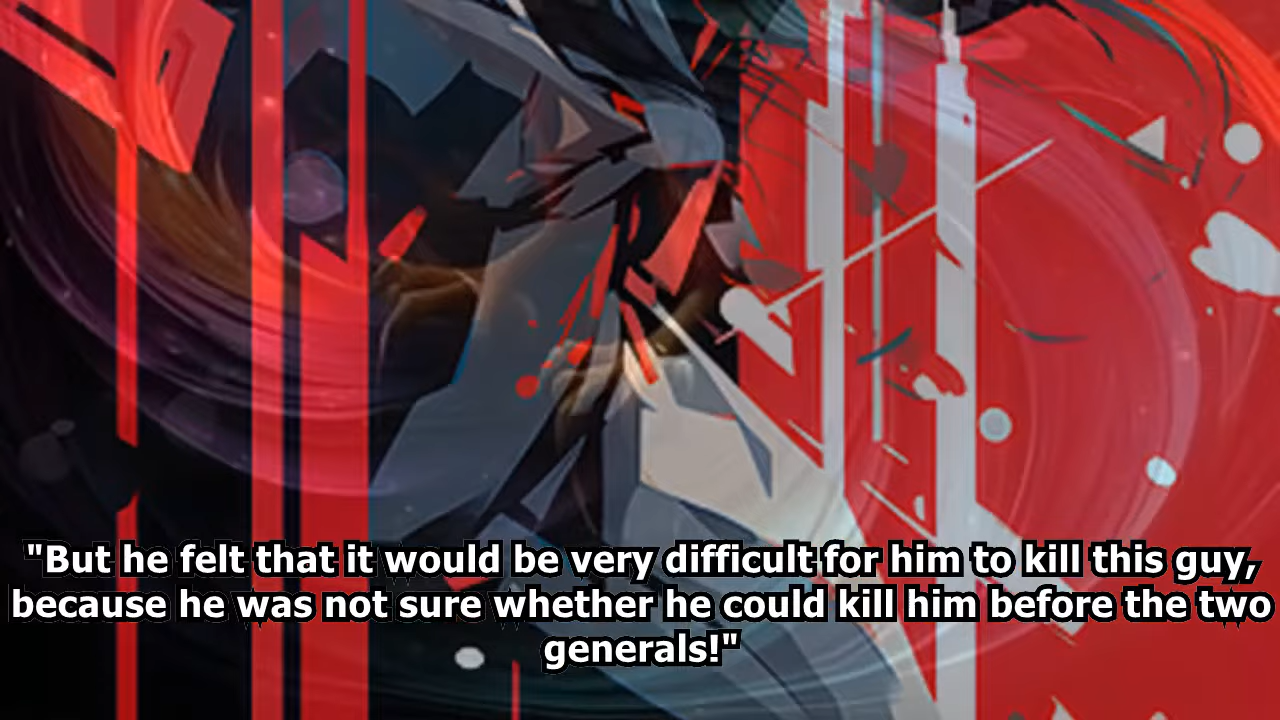 "But he felt that it would be very difficult for him to kill this guy,
because he was not sure whether he could kill him before the two
generals!"